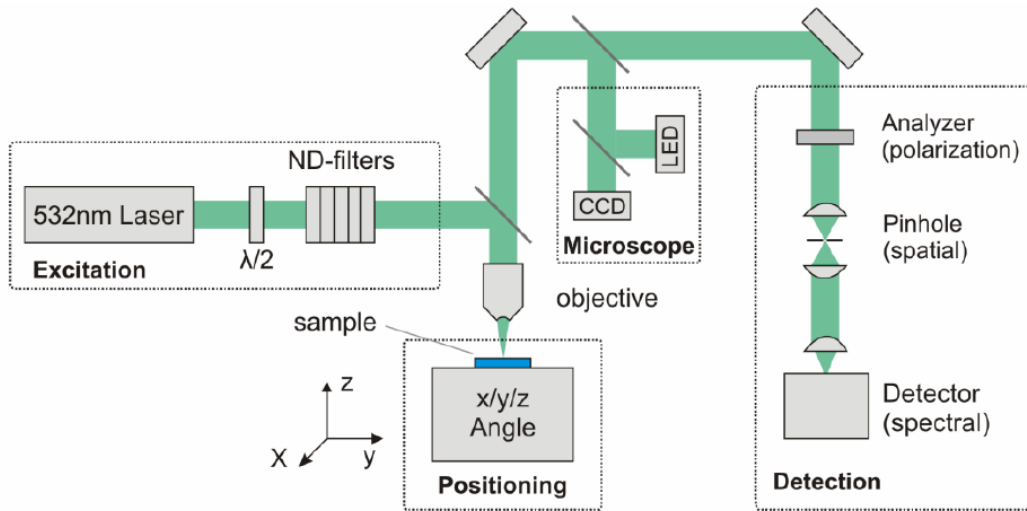 ND-filters
532nm Laser
λ/2
Excitation
LED
CCD
Microscope
objective
sample
x/y/z
Angle
Positioning
z
y
X
Analyzer
(polarization)
Pinhole
(spatial)
Detector
(spectral)
Detection